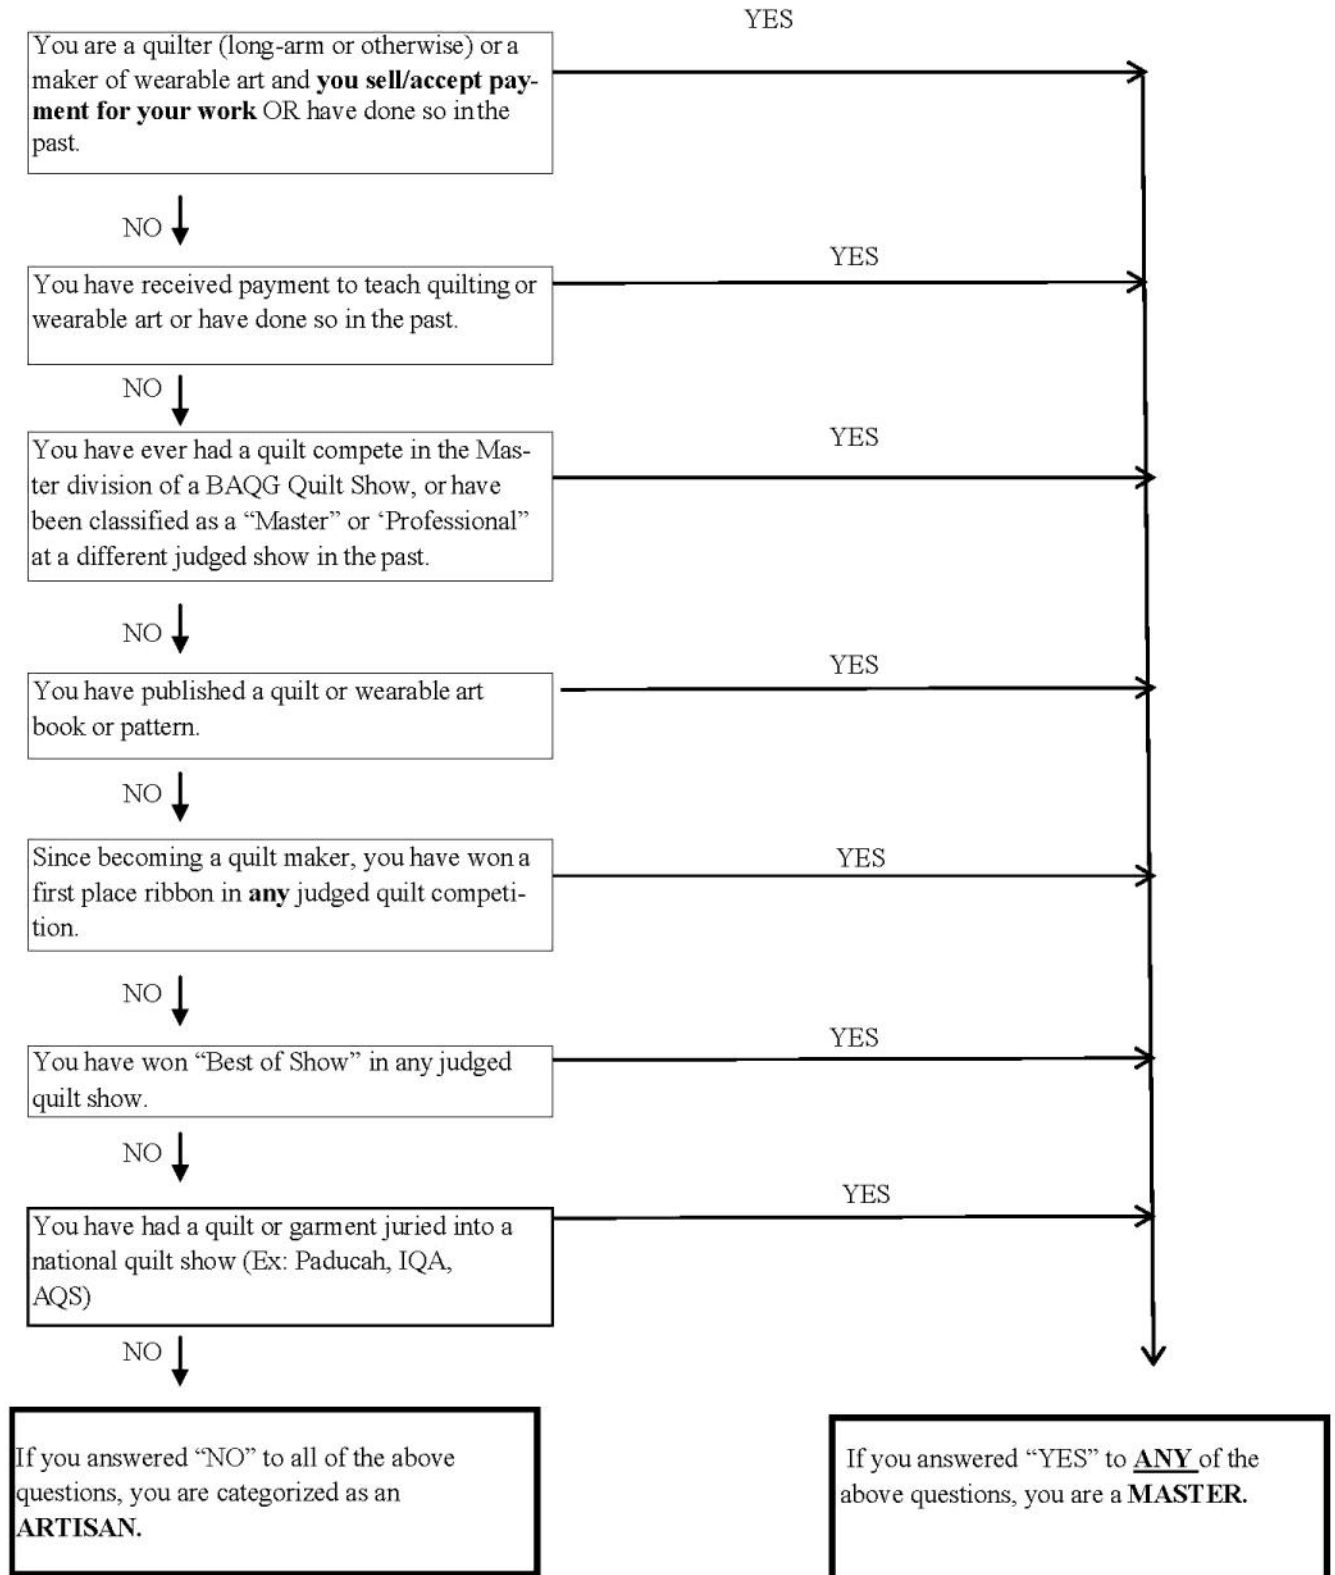 YES
You are a quilter (long-arm or otherwise) or a
maker of wearable art and you sell/accept pay-
ment for your work OR have done so in the
past.
NO
YES
You have received payment to teach quilting or
wearable art or have done so in the past.
NO
YES
You have ever had a quilt compete in the Mas-
ter division of a BAQG Quilt Show, or have
been classified as a “Master” or ‘Professional”
at a different judged show in the past.
NO
YES
You have published a quilt or wearable art
book or pattern.
NO
YES
Since becoming a quilt maker, you have won a
first place ribbon in any judged quilt competi-
tion.
NO
YES
You have won “Best of Show” in any judged
quilt show.
NO
YES
You have had a quilt or garment juried into a
national quilt show (Ex: Paducah, IQA,
AQS)
NO
If you answered “NO” to all of the above
questions, you are categorized as an
ARTISAN.
If you answered “YES” to ANY of the
above questions, you are a MASTER.